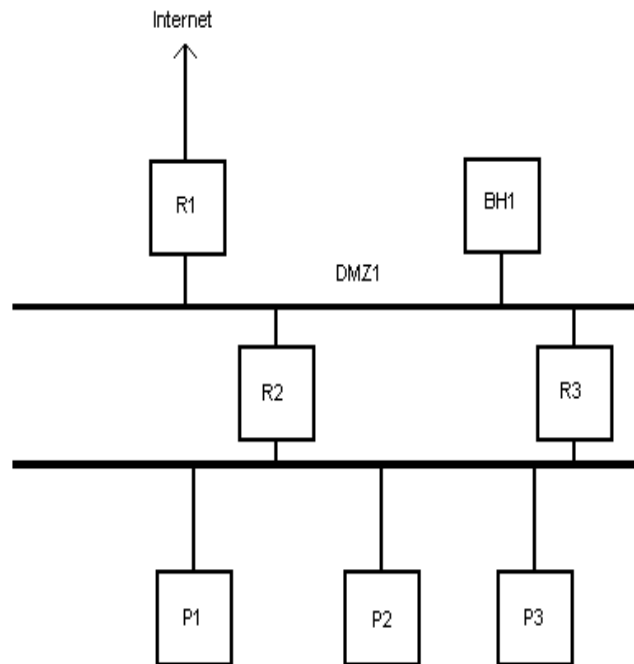 Internet
R1
BH1
DMZ1
R2
R3
P1
P2
P3